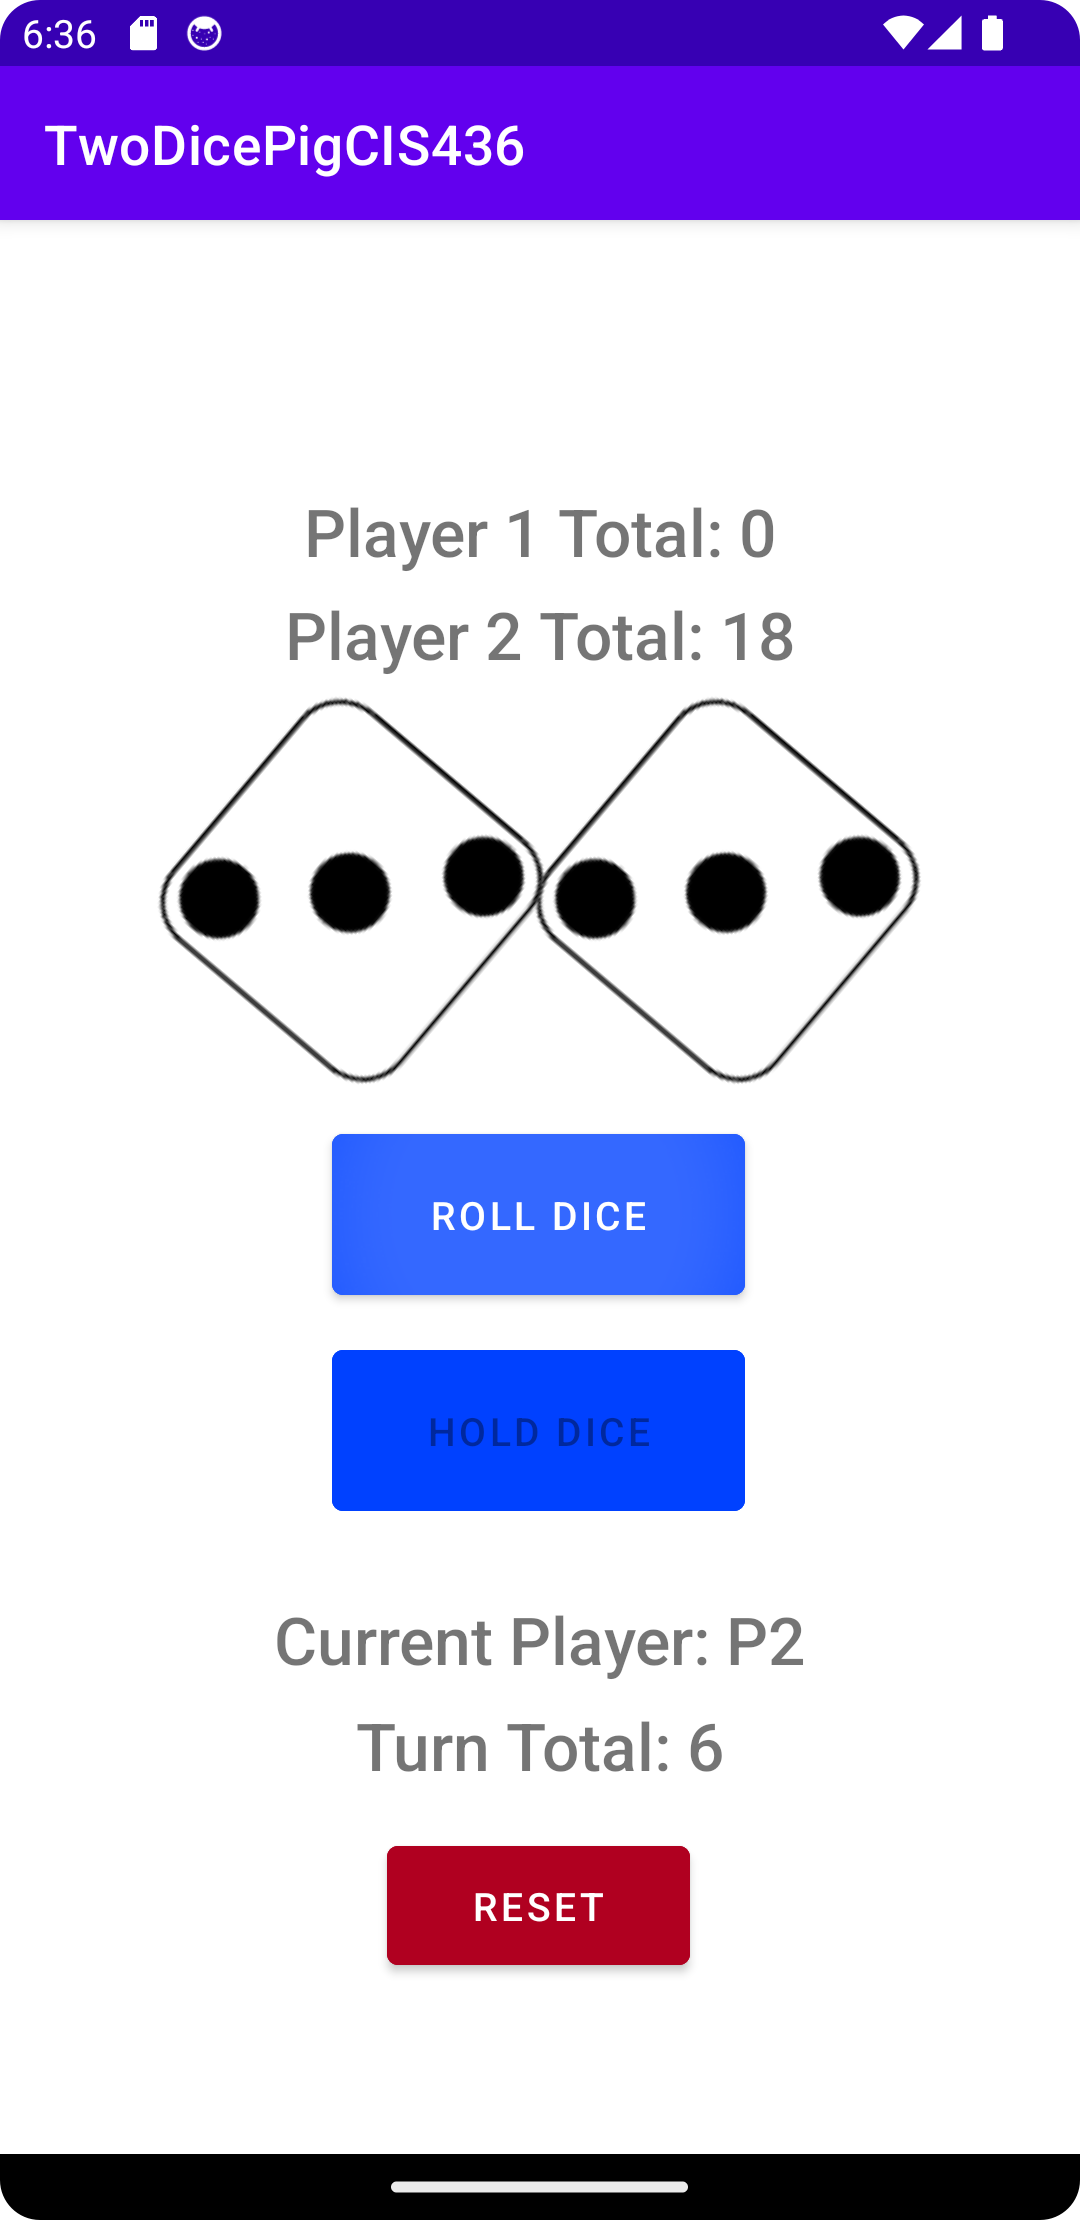 6:36
TwoDicePigCIS436
Player 1 Total: 0
Player 2 Total: 18
ROLL DICE
HOLD DICE
Current Player: P2
Turn Total: 6
RESET